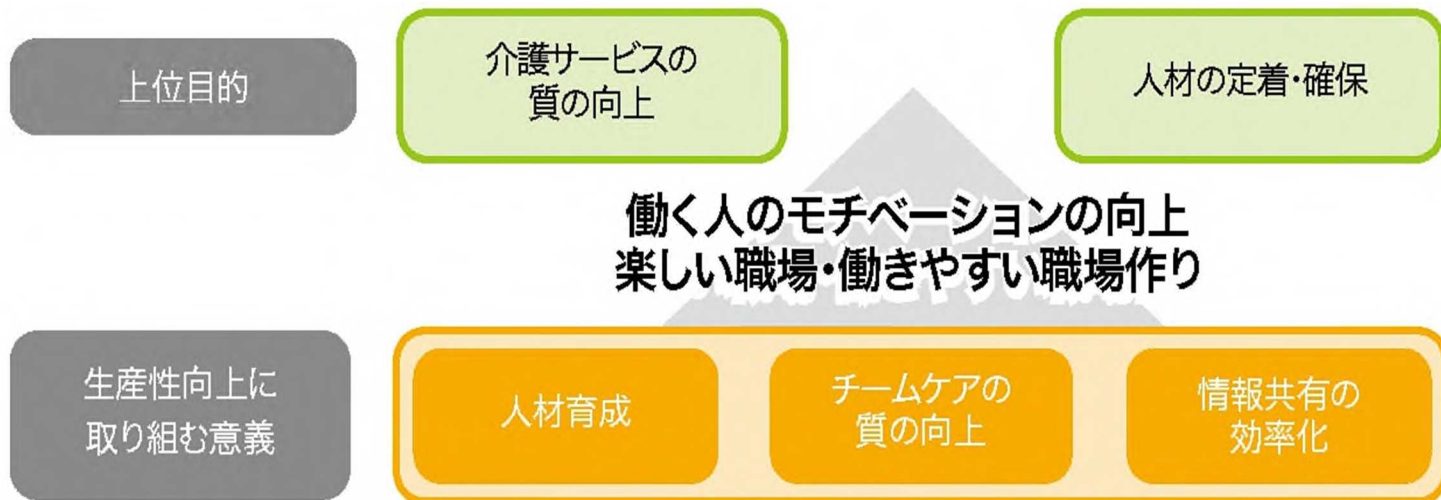 上位目的
介護サービスの
質の向上
人材の定着・確保
働く人のモチベーションの向上
楽しい職場・働きやすい職場作り
生産性向上に
取り組む意義
人材育成
チームケアの
質の向上
情報共有の
効率化